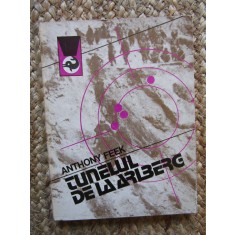 ANTHONY FEEK
TUNELUL
DE LA ARLBERG